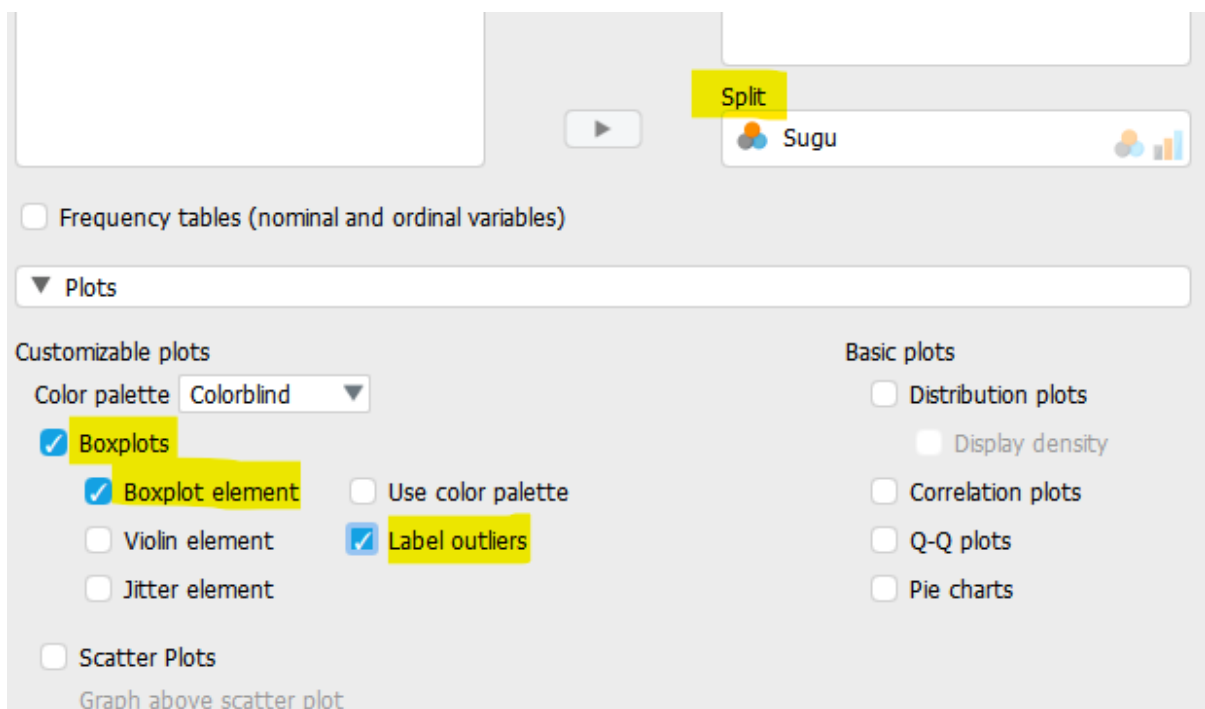 Split
Sugu
Frequency tables (nominal and ordinal variables)
Plots
Customizable plots
Color palette Colorblind
Boxplots
Boxplot element
Use color palette
Violin element
Label outliers
Jitter element
Scatter Plots
Graph above scatter plot
Basic plots
Distribution plots
Display density
Correlation plots
Q-Q plots
Pie charts